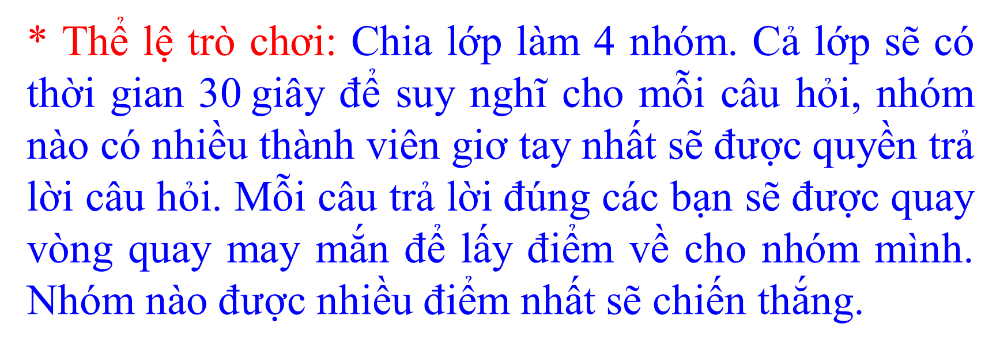 * Thể lệ trò chơi: Chia lớp làm 4 nhóm. Cả lớp sẽ có
thời gian 30 giây để suy nghĩ cho mỗi câu hỏi, nhóm
nào có nhiều thành viên giơ tay nhất sẽ được quyền trả
lời câu hỏi. Mỗi câu trả lời đúng các bạn sẽ được quay
vòng quay may mắn để lấy điểm về cho nhóm mình.
Nhóm nào được nhiều điểm nhất sẽ chiến thắng.